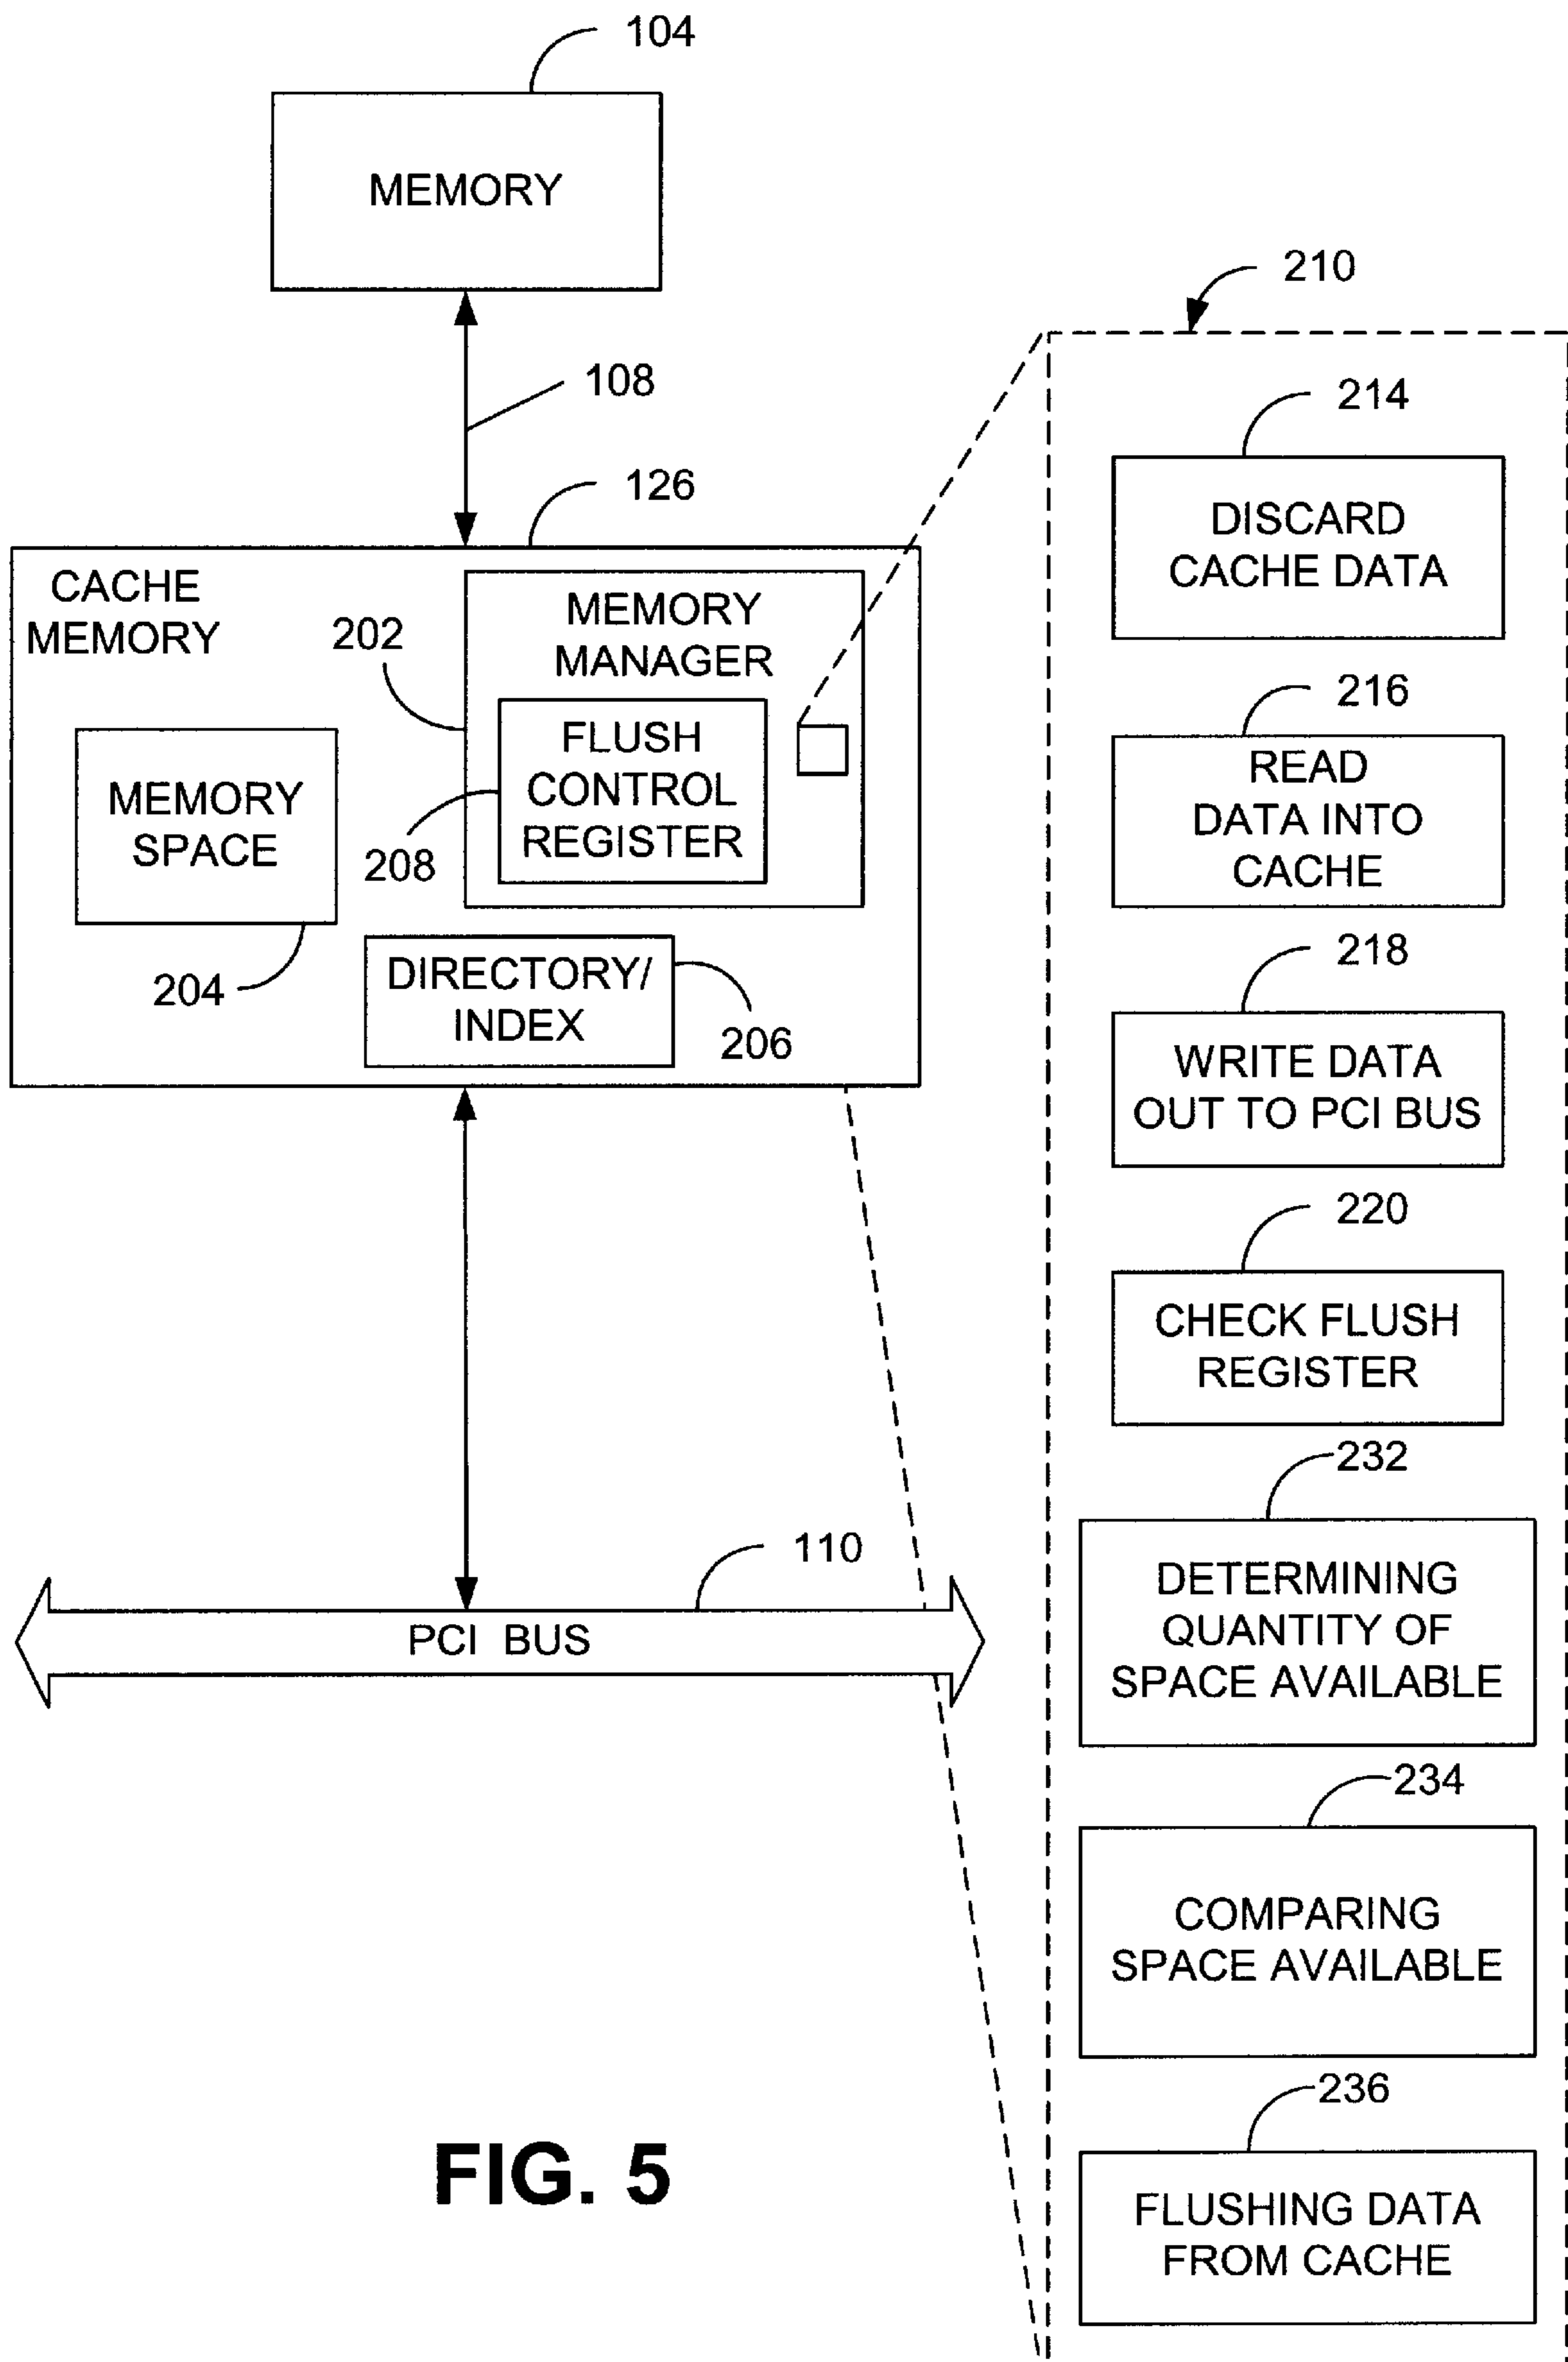 104
MEMORY
108
126
CACHE
MEMORY
202
MEMORY
MANAGER
FLUSH
CONTROL
REGISTER
208
MEMORY
SPACE
204
DIRECTORY/
INDEX
206
110
PCI BUS
210
214
DISCARD
CACHE DATA
216
READ
DATA INTO
CACHE
218
WRITE DATA
OUT TO PCI BUS
220
CHECK FLUSH
REGISTER
232
DETERMINING
QUANTITY OF
SPACE AVAILABLE
234
COMPARING
SPACE AVAILABLE
236
FLUSHING DATA
FROM CACHE
FIG. 5